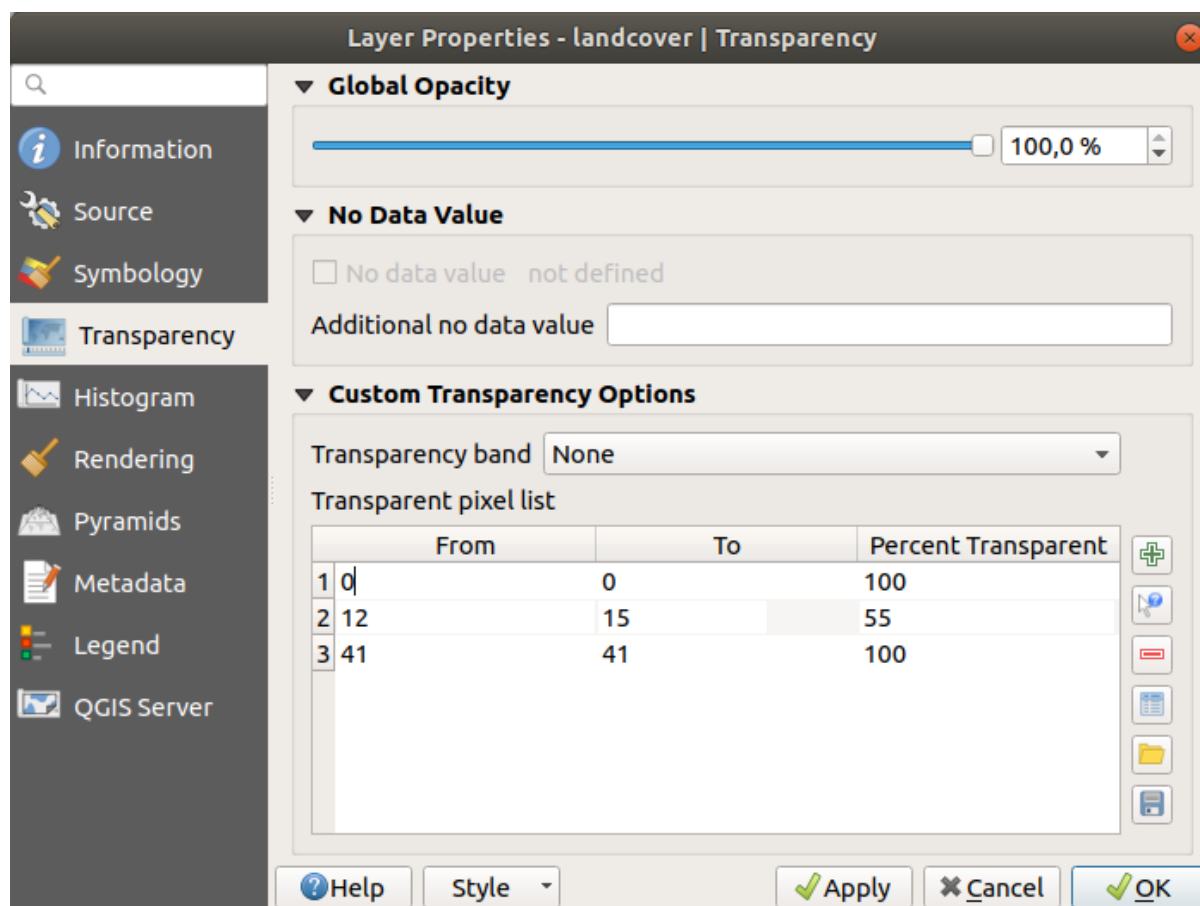 Layer Properties - landcover | Transparency
Information
Source
Symbology
Transparency
Histogram
Rendering
Pyramids
Metadata
Legend
QGIS Server
Global Opacity
100,0 %
No Data Value
No data value not defined
Additional no data value
Custom Transparency Options
Transparency band None
Transparent pixel list
From To Percent Transparent
1 0 0 100
2 12 15 55
3 41 41 100
Help Style Apply Cancel OK